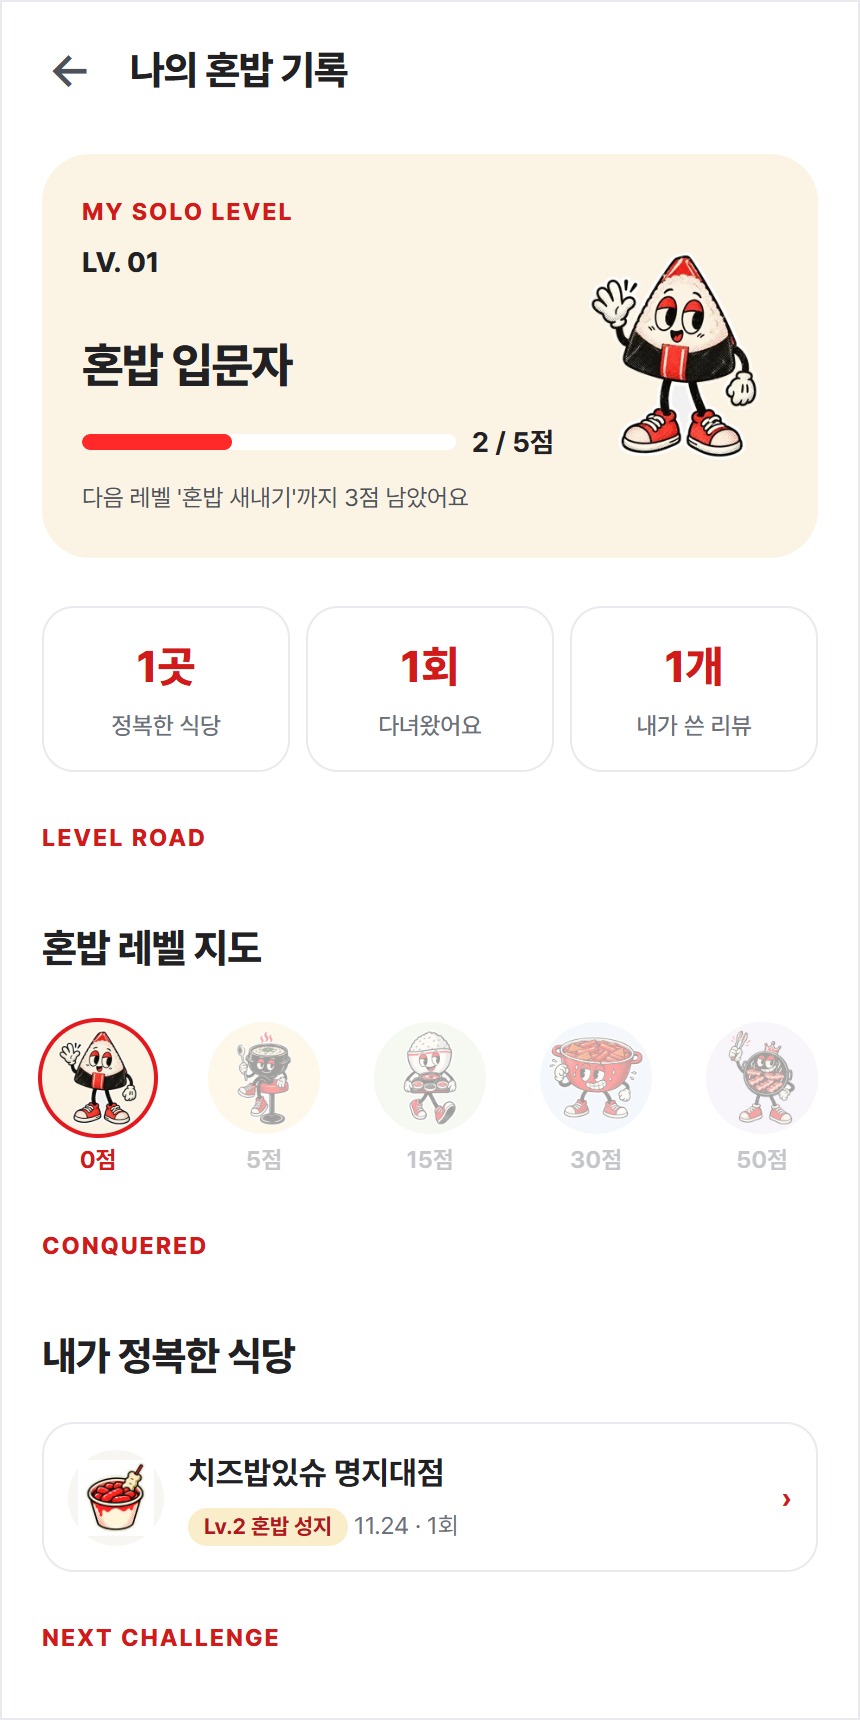 나의 혼밥 기록
MY SOLO LEVEL
LV. 01
혼밥 입문자
2 / 5점
다음 레벨 '혼밥 새내기'까지 3점 남았어요
1곳 1회 1개
정복한 식당 다녀왔어요 내가 쓴 리뷰
LEVEL ROAD
혼밥 레벨 지도
0점 5점 15점 30점 50점
CONQUERED
내가 정복한 식당
치즈밥있슈 명지대점
Lv.2 혼밥 성지 11.24 · 1회
NEXT CHALLENGE